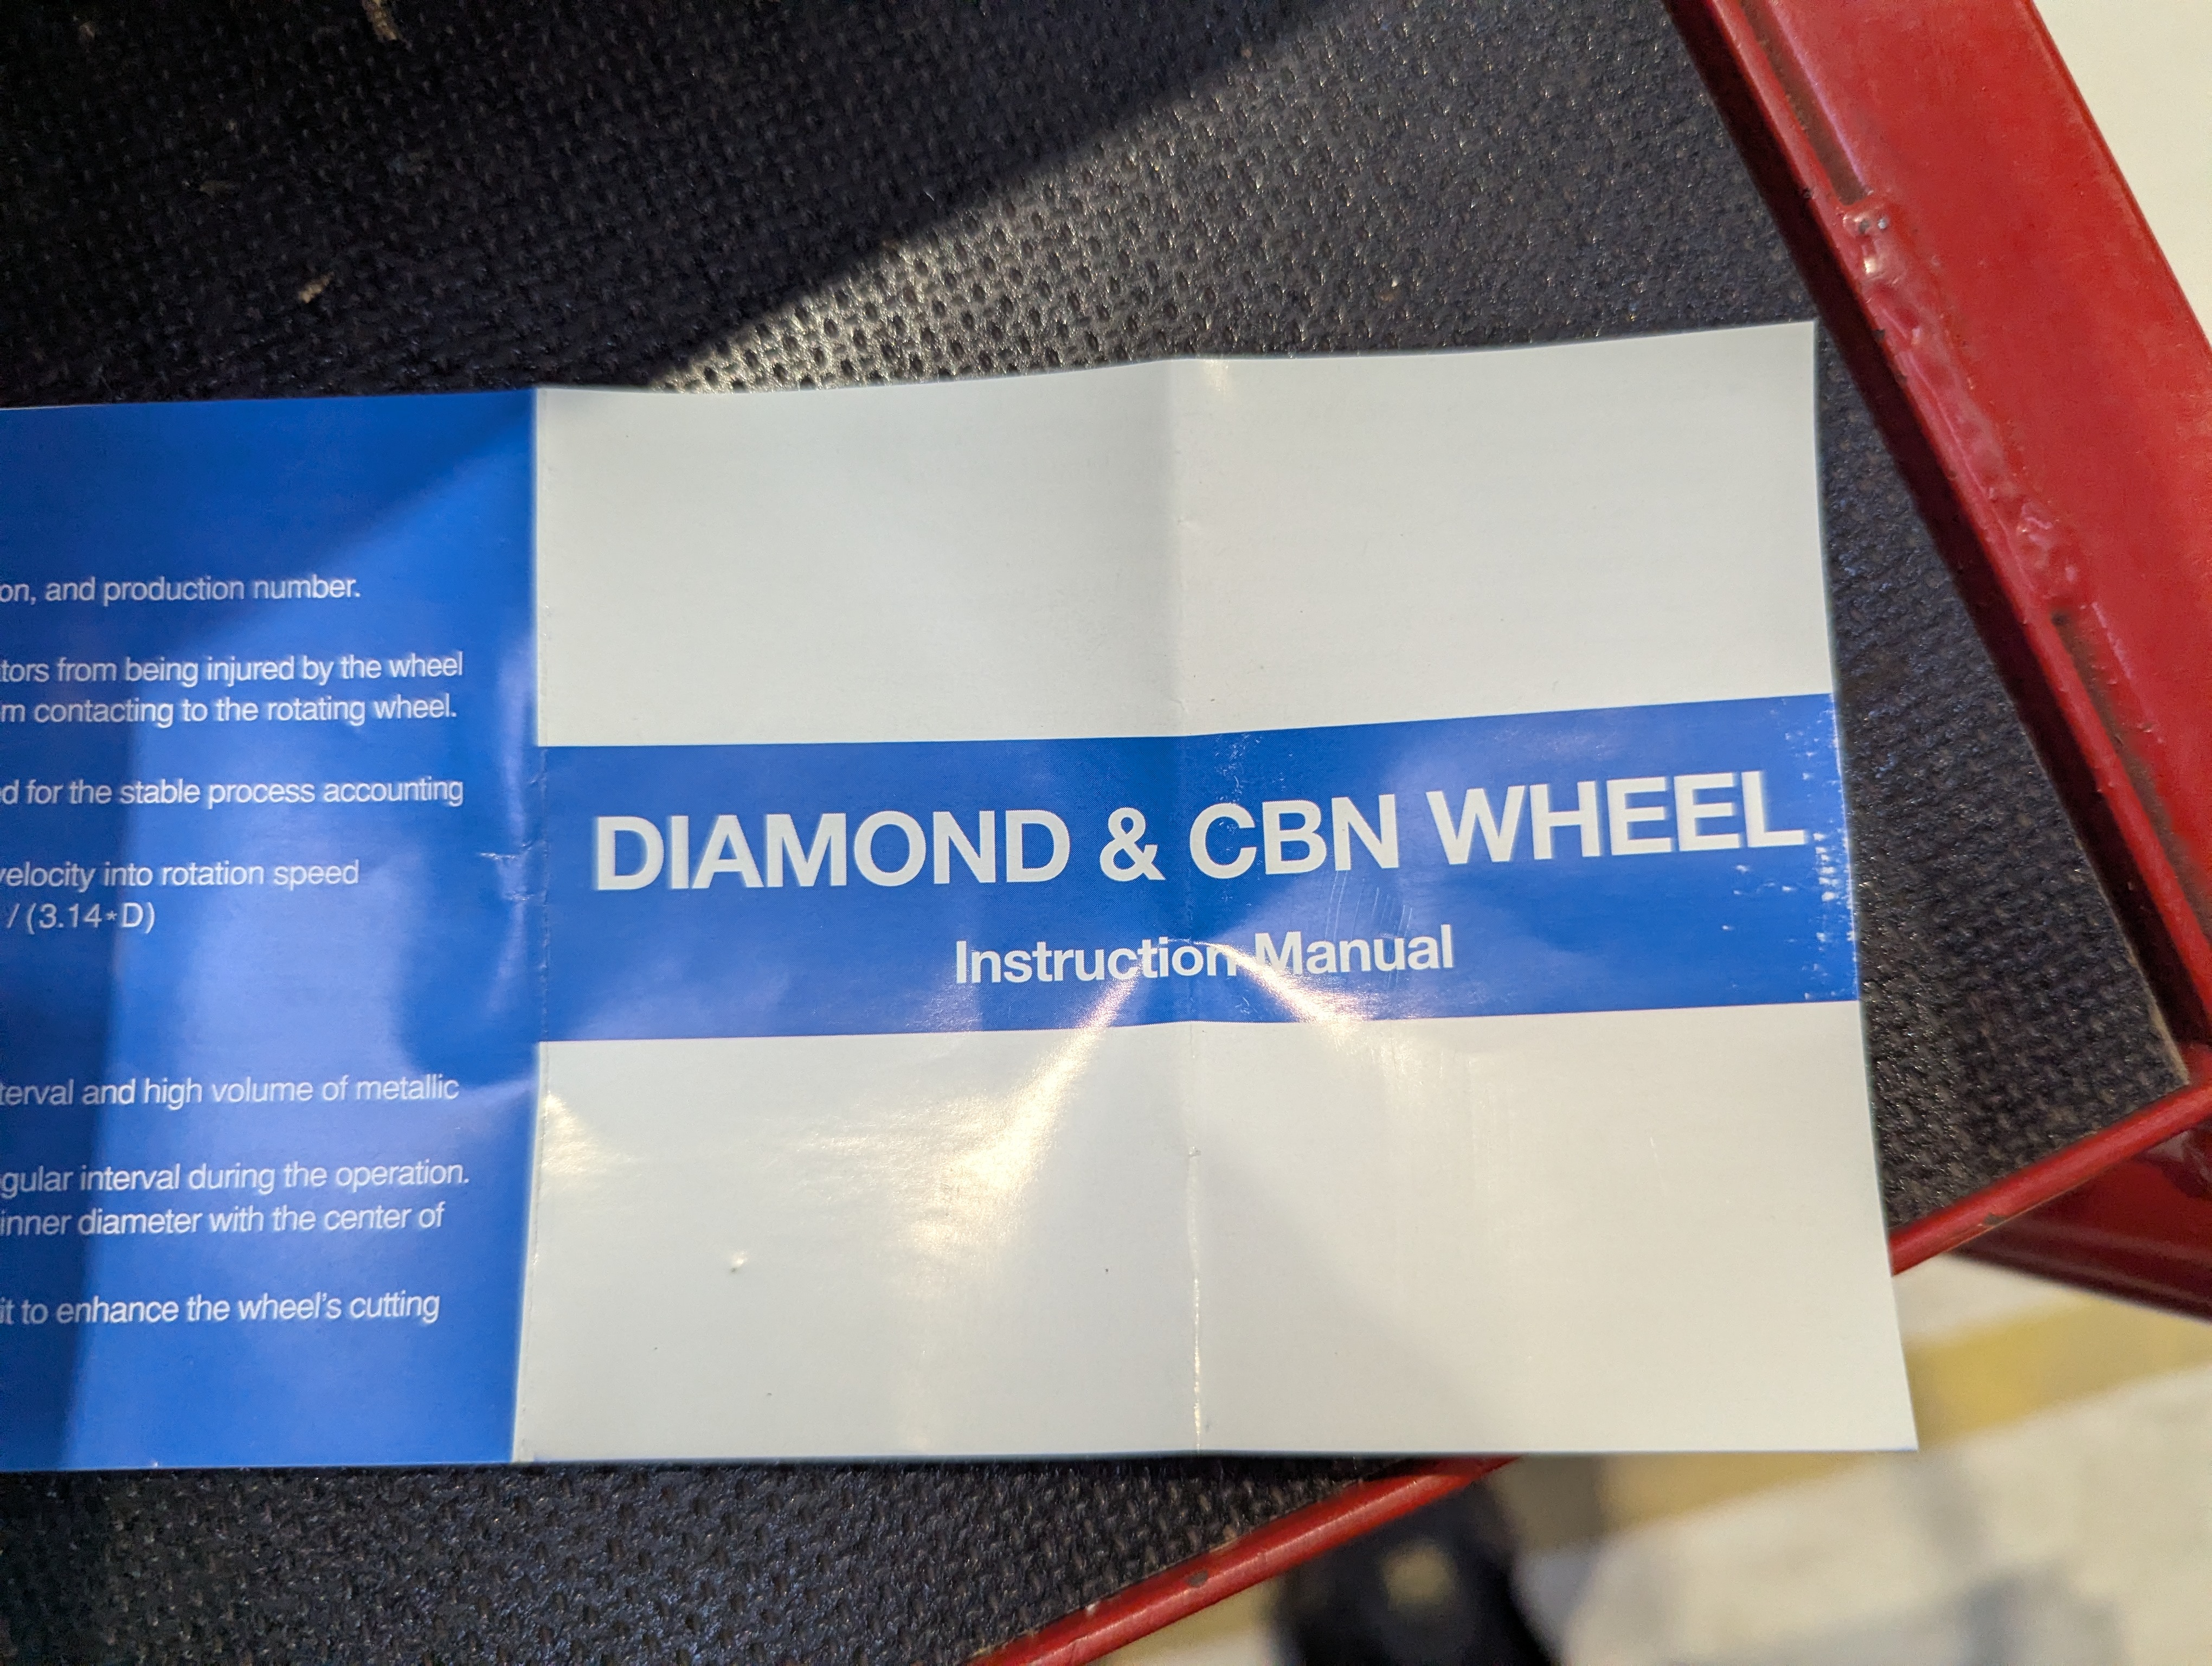 on, and production number.
tors from being injured by the wheel
m contacting to the rotating wheel.
d for the stable process accounting
velocity into rotation speed
/ (3.14*D)
terval and high volume of metallic
gular interval during the operation.
inner diameter with the center of
it to enhance the wheel's cutting
DIAMOND & CBN WHEEL
Instruction Manual